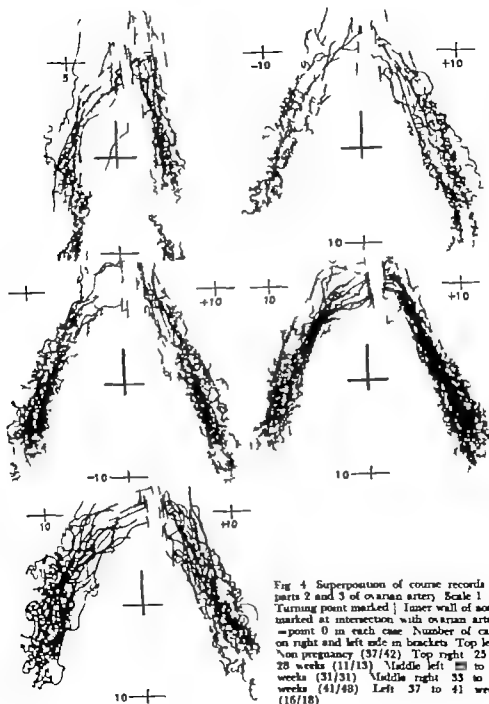 5
-10
+10
10
+10
10
+10
-10
10
10
+10
10
Fig 4 Superposition of course records
parts 2 and 3 of ovarian artery Scale 1
Turning point marked | Inner wall of
marked at intersection with ovarian
=point 0 in each case Number of
on right and left side in brackets Top
Non pregnancy (37/42) Top right 25
28 weeks (11/13) Middle left to
weeks (31/31) Middle right 33 to
weeks (41/48) Left 37 to 41
(16/18)